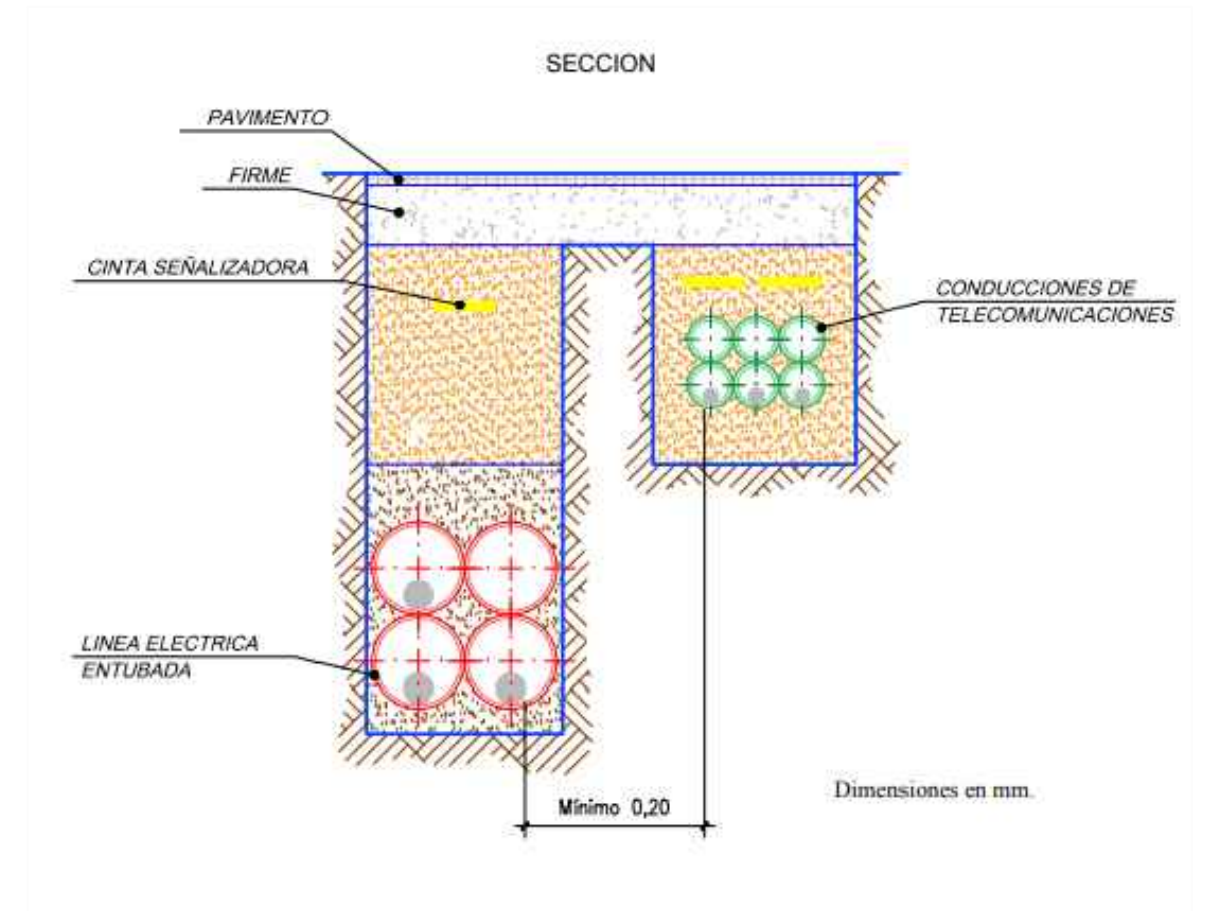 SECCION
PAVIMENTO
FIRME
CINTA SEÑALIZADORA
CONDUCCIONES DE
TELECOMUNICACIONES
LINEA ELECTRICA
ENTUBADA
Dimensiones en mm.
Mínimo 0,20